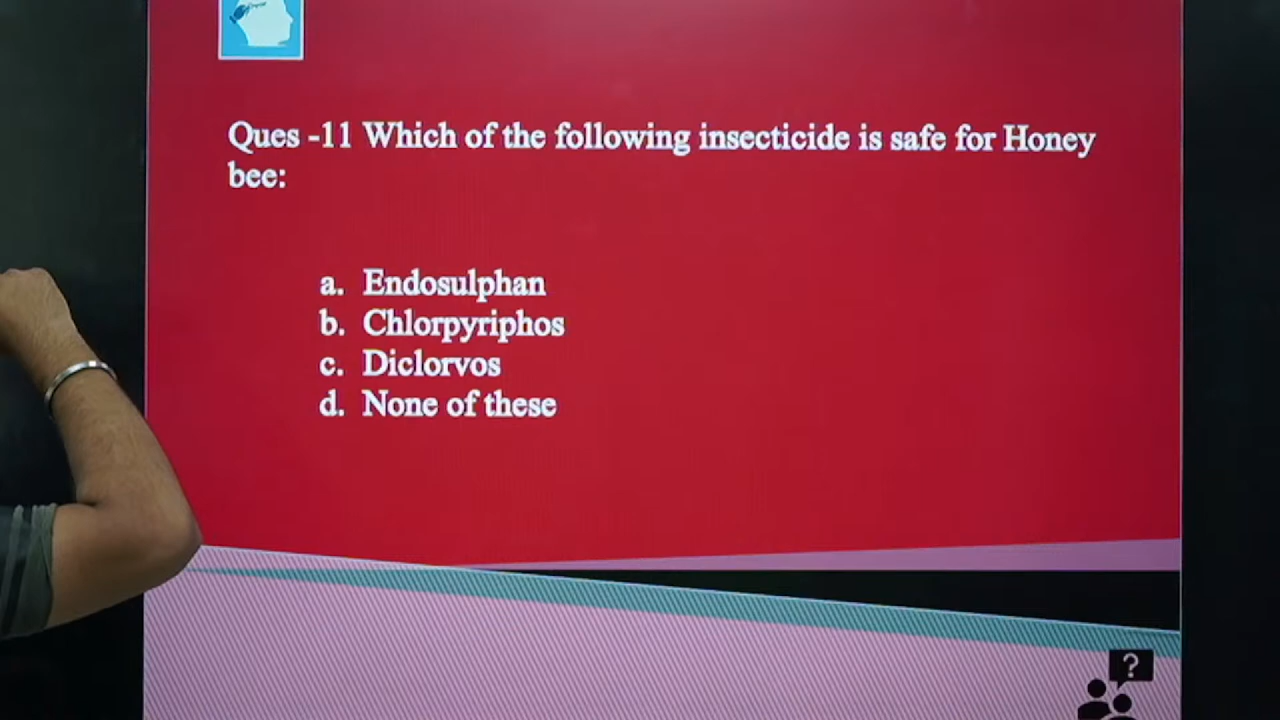 Ques -11 Which of the following insecticide is safe for Honey
bee:
a. Endosulphan
b. Chlorpyriphos
c. Diclorvos
d. None of these
?